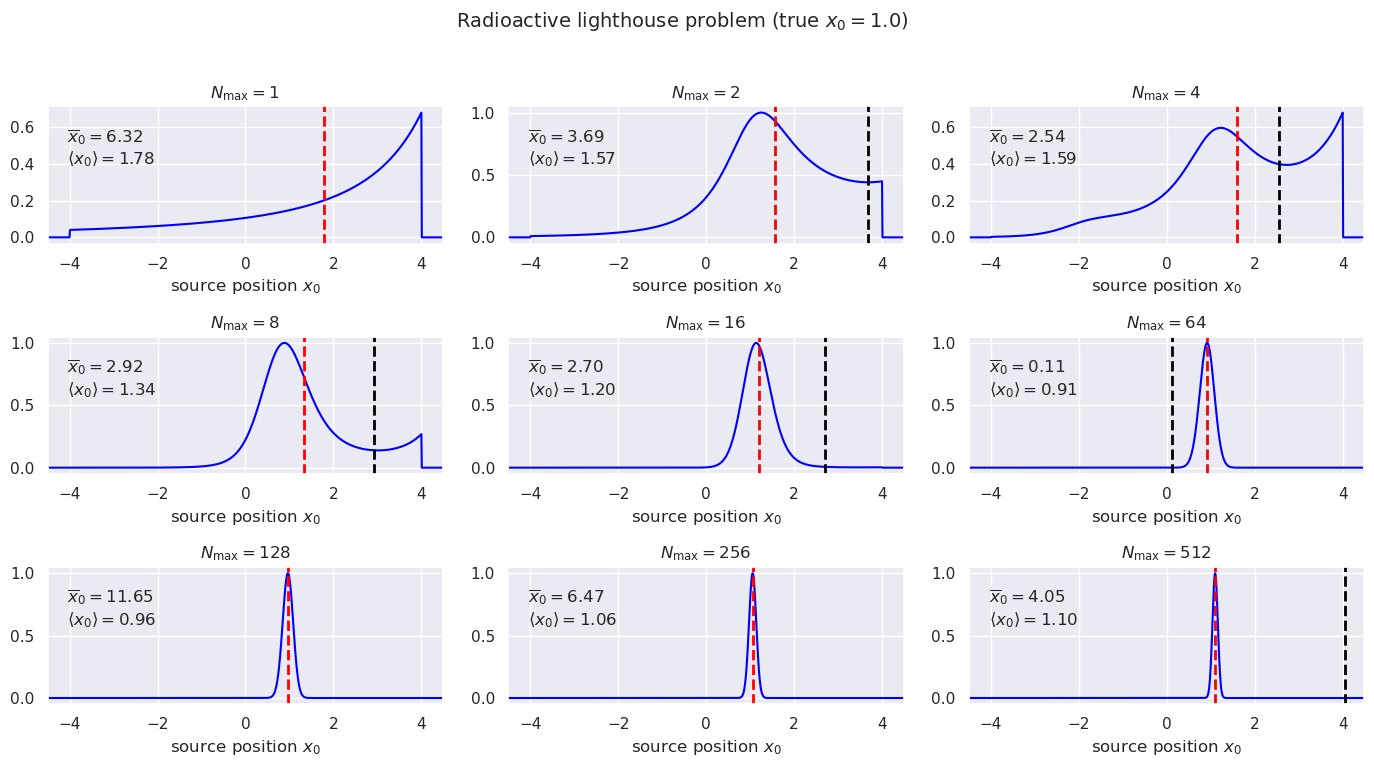 Radioactive lighthouse problem (true x₀ = 1.0)
N_max = 1
0.6
0.4
0.2
0.0
x̅₀ = 6.32
⟨x₀⟩ = 1.78
−4 −2 0 2 4
source position x₀
N_max = 2
1.0
0.5
0.0
x̅₀ = 3.69
⟨x₀⟩ = 1.57
−4 −2 0 2 4
source position x₀
N_max = 4
0.6
0.4
0.2
0.0
x̅₀ = 2.54
⟨x₀⟩ = 1.59
−4 −2 0 2 4
source position x₀
N_max = 8
1.0
0.5
0.0
x̅₀ = 2.92
⟨x₀⟩ = 1.34
−4 −2 0 2 4
source position x₀
N_max = 16
1.0
0.5
0.0
x̅₀ = 2.70
⟨x₀⟩ = 1.20
−4 −2 0 2 4
source position x₀
N_max = 64
1.0
0.5
0.0
x̅₀ = 0.11
⟨x₀⟩ = 0.91
−4 −2 0 2 4
source position x₀
N_max = 128
1.0
0.5
0.0
x̅₀ = 11.65
⟨x₀⟩ = 0.96
−4 −2 0 2 4
source position x₀
N_max = 256
1.0
0.5
0.0
x̅₀ = 6.47
⟨x₀⟩ = 1.06
−4 −2 0 2 4
source position x₀
N_max = 512
1.0
0.5
0.0
x̅₀ = 4.05
⟨x₀⟩ = 1.10
−4 −2 0 2 4
source position x₀